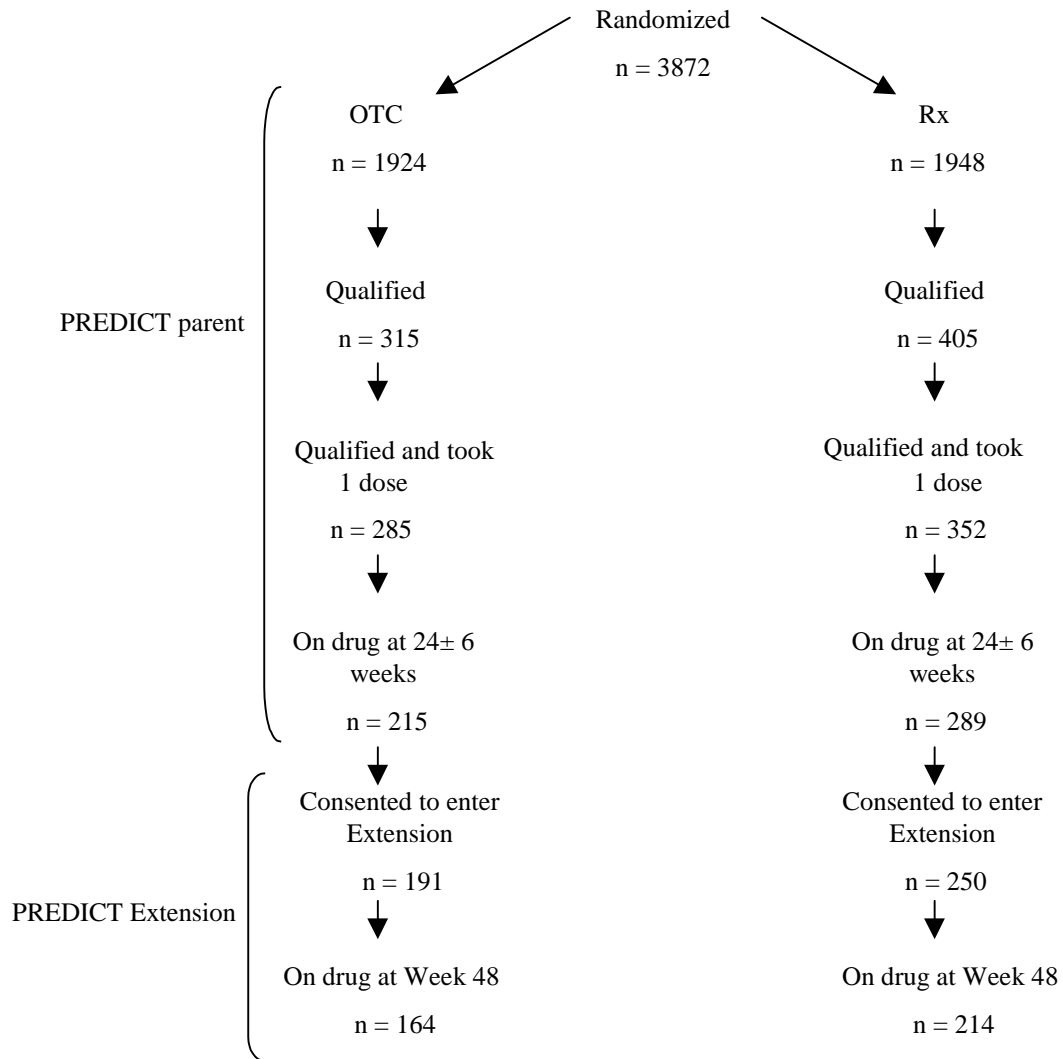 Randomized
n = 3872
OTC
n = 1924
Rx
n = 1948
PREDICT parent
Qualified
n = 315
Qualified
n = 405
Qualified and took
1 dose
n = 285
Qualified and took
1 dose
n = 352
On drug at 24± 6
weeks
n = 215
On drug at 24± 6
weeks
n = 289
PREDICT Extension
Consented to enter
Extension
n = 191
Consented to enter
Extension
n = 250
On drug at Week 48
n = 164
On drug at Week 48
n = 214